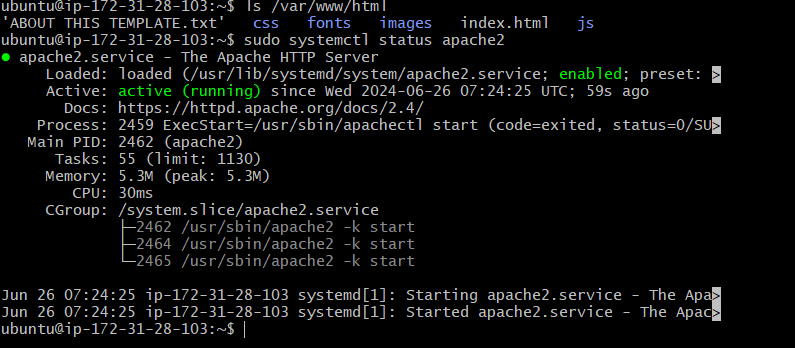 ubuntu@ip-172-31-28-103:~$ ls /var/www/html
'ABOUT THIS TEMPLATE.txt'   css   fonts   images   index.html   js
ubuntu@ip-172-31-28-103:~$ sudo systemctl status apache2
● apache2.service - The Apache HTTP Server
     Loaded: loaded (/usr/lib/systemd/system/apache2.service; enabled; preset: >
     Active: active (running) since Wed 2024-06-26 07:24:25 UTC; 59s ago
       Docs: https://httpd.apache.org/docs/2.4/
    Process: 2459 ExecStart=/usr/sbin/apachectl start (code=exited, status=0/SU>
   Main PID: 2462 (apache2)
      Tasks: 55 (limit: 1130)
     Memory: 5.3M (peak: 5.3M)
        CPU: 30ms
     CGroup: /system.slice/apache2.service
             ├─2462 /usr/sbin/apache2 -k start
             ├─2464 /usr/sbin/apache2 -k start
             └─2465 /usr/sbin/apache2 -k start

Jun 26 07:24:25 ip-172-31-28-103 systemd[1]: Starting apache2.service - The Apa>
Jun 26 07:24:25 ip-172-31-28-103 systemd[1]: Started apache2.service - The Apac>
ubuntu@ip-172-31-28-103:~$